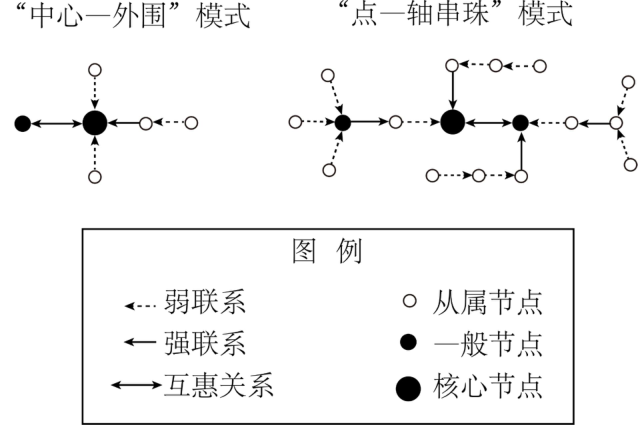 “中心—外围”模式
“点—轴串珠”模式
图 例
弱联系
从属节点
强联系
一般节点
互惠关系
核心节点